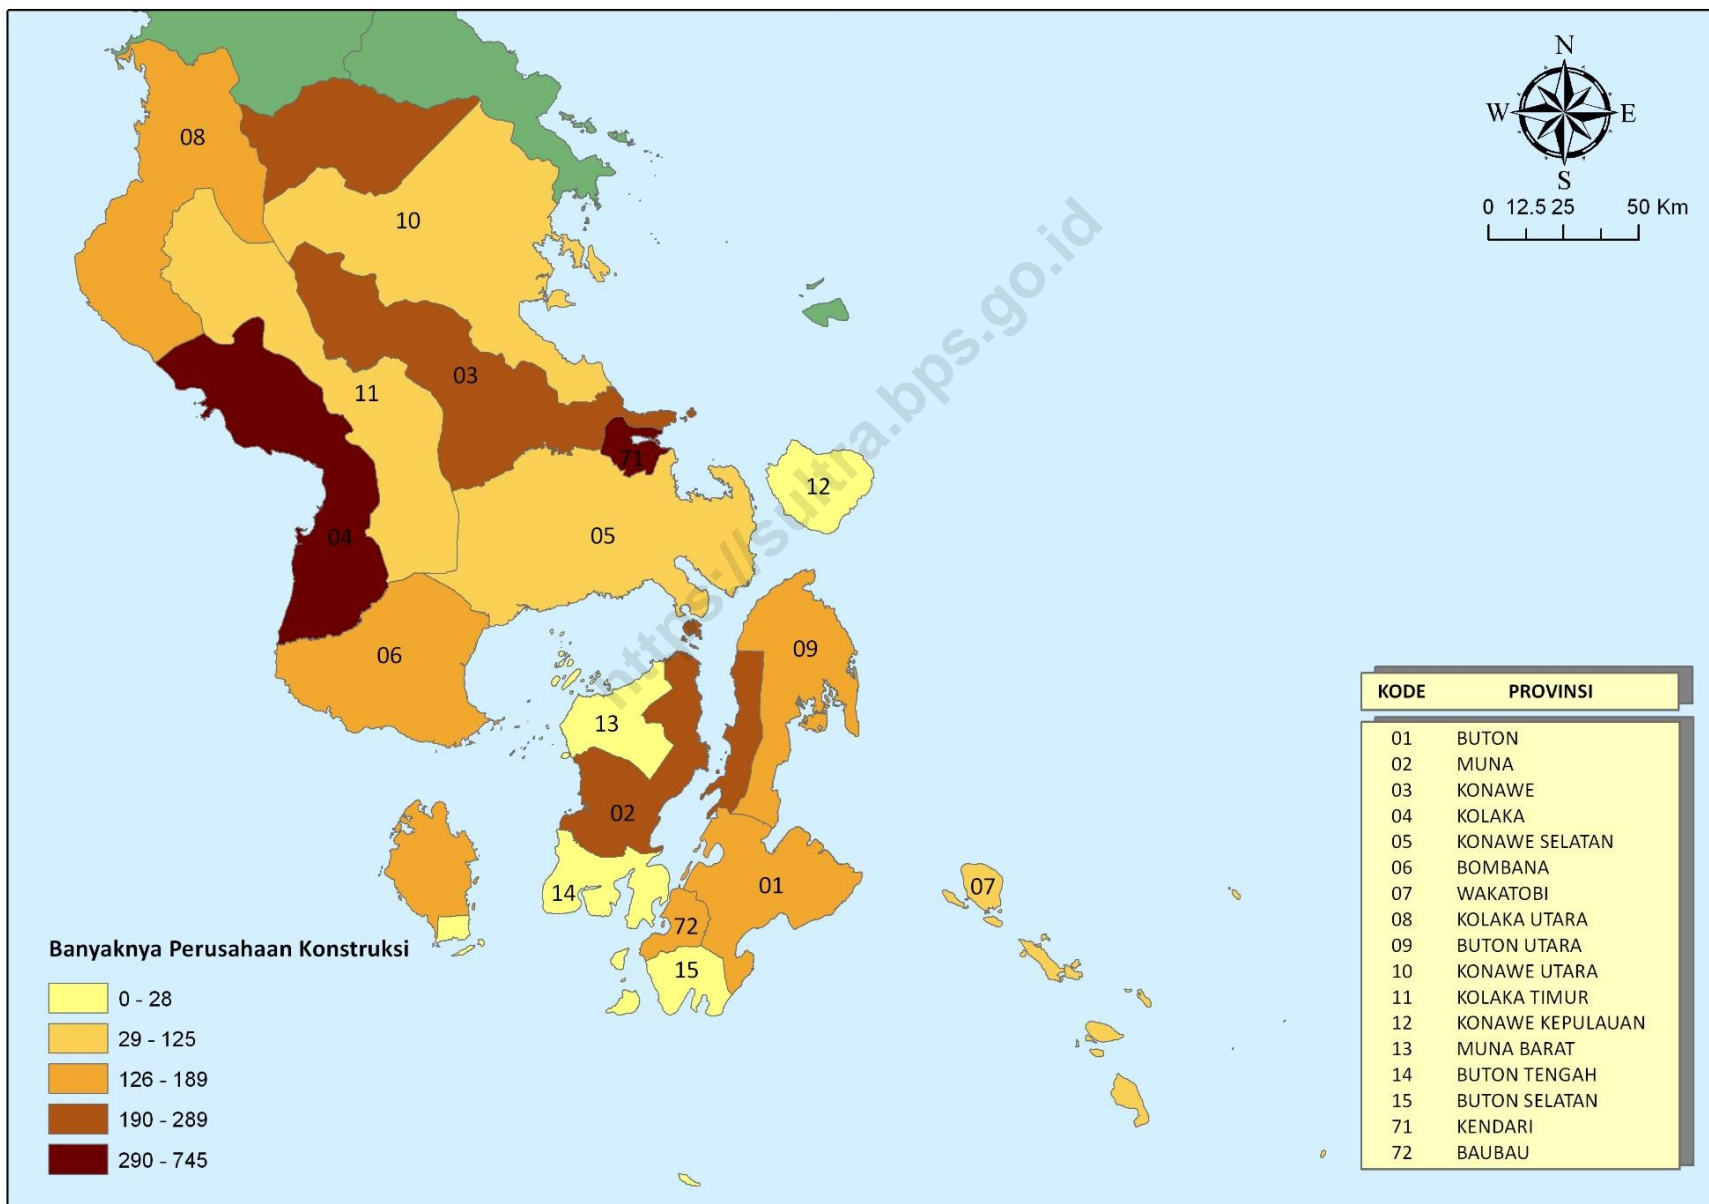 N
W E
S
0 12.5 25 50 Km
08
10
03
11
71
12
04
05
06
09
13
02
14
01
07
72
15
https://sultra.bps.go.id
Banyaknya Perusahaan Konstruksi
0 - 28
29 - 125
126 - 189
190 - 289
290 - 745
KODE PROVINSI
01 BUTON
02 MUNA
03 KONAWE
04 KOLAKA
05 KONAWE SELATAN
06 BOMBANA
07 WAKATOBI
08 KOLAKA UTARA
09 BUTON UTARA
10 KONAWE UTARA
11 KOLAKA TIMUR
12 KONAWE KEPULAUAN
13 MUNA BARAT
14 BUTON TENGAH
15 BUTON SELATAN
71 KENDARI
72 BAUBAU